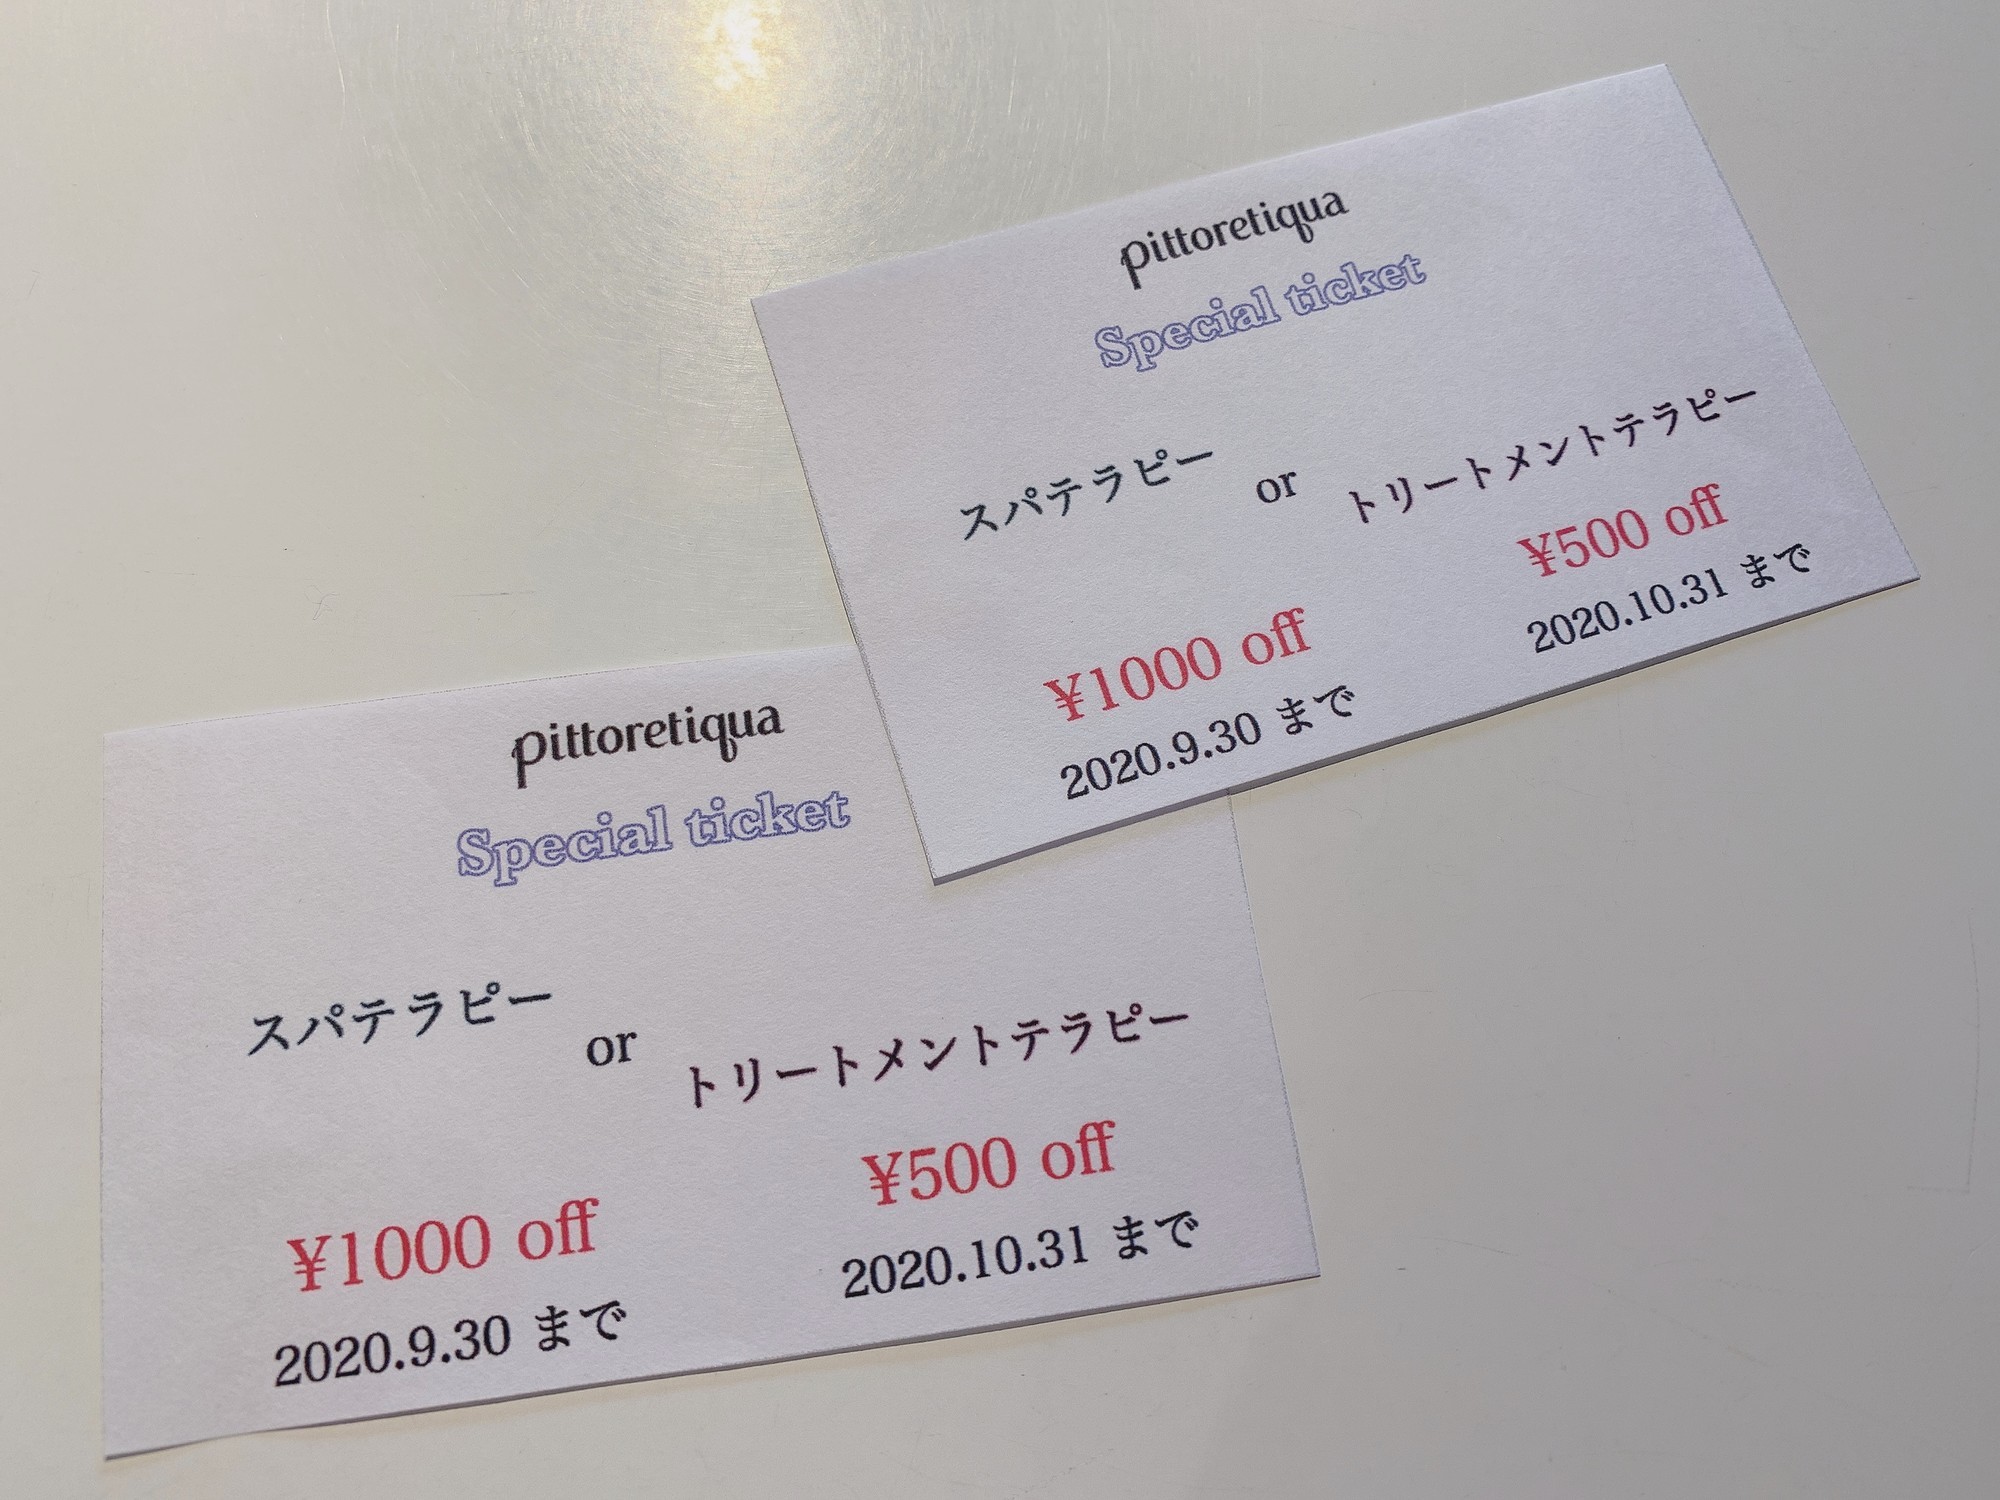 pittoretiqua
Special ticket
スパテラピー or トリートメントテラピー
¥1000 off ¥500 off
2020.9.30 まで 2020.10.31 まで
pittoretiqua
Special ticket
スパテラピー or トリートメントテラピー
¥1000 off ¥500 off
2020.9.30 まで 2020.10.31 まで